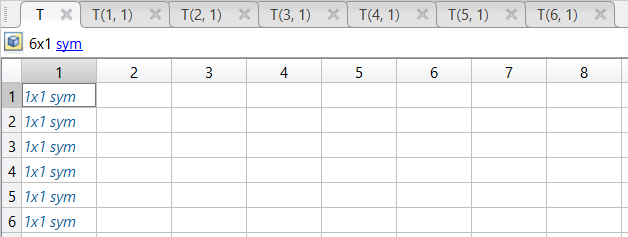 T T(1, 1) T(2, 1) T(3, 1) T(4, 1) T(5, 1) T(6, 1)
6x1 sym
1 2 3 4 5 6 7 8
1 1x1 sym
2 1x1 sym
3 1x1 sym
4 1x1 sym
5 1x1 sym
6 1x1 sym